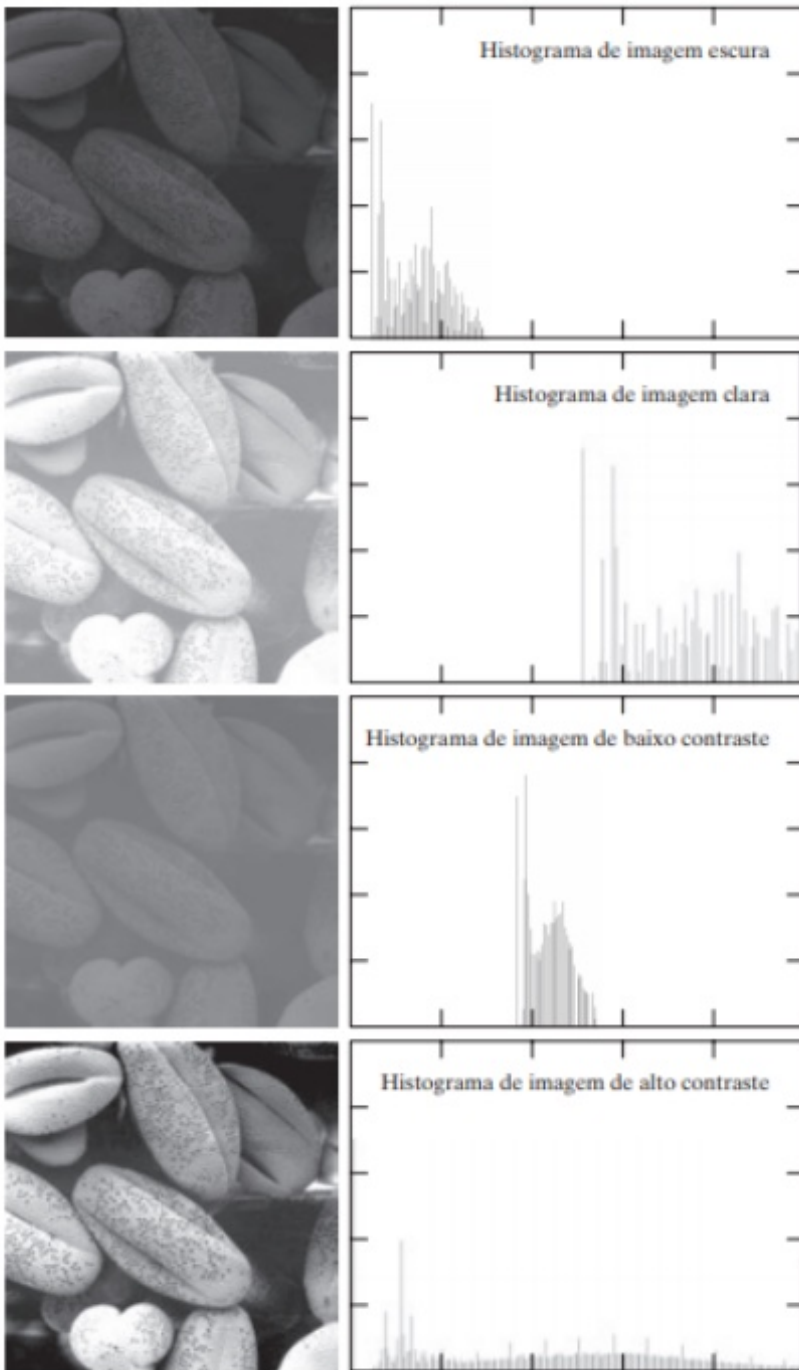 Histograma de imagem escura
Histograma de imagem clara
Histograma de imagem de baixo contraste
Histograma de imagem de alto contraste